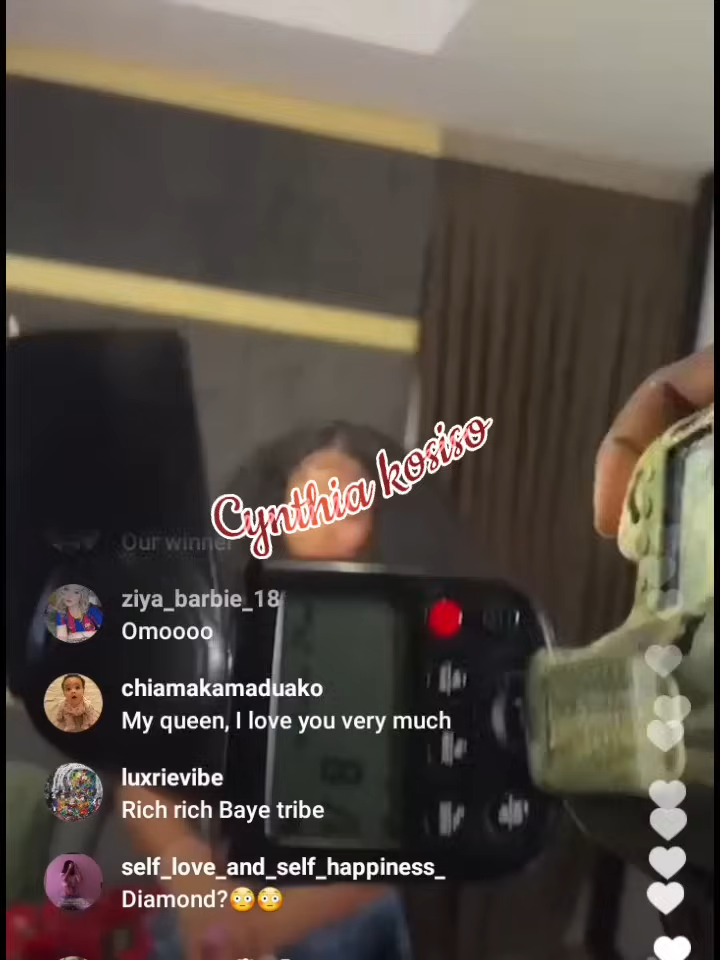 Cynthia kosiso
Our winner
ziya_barbie_18
Omoooo
chiamakamaduako
My queen, I love you very much
luxrievibe
Rich rich Baye tribe
self_love_and_self_happiness_
Diamond?😳😳